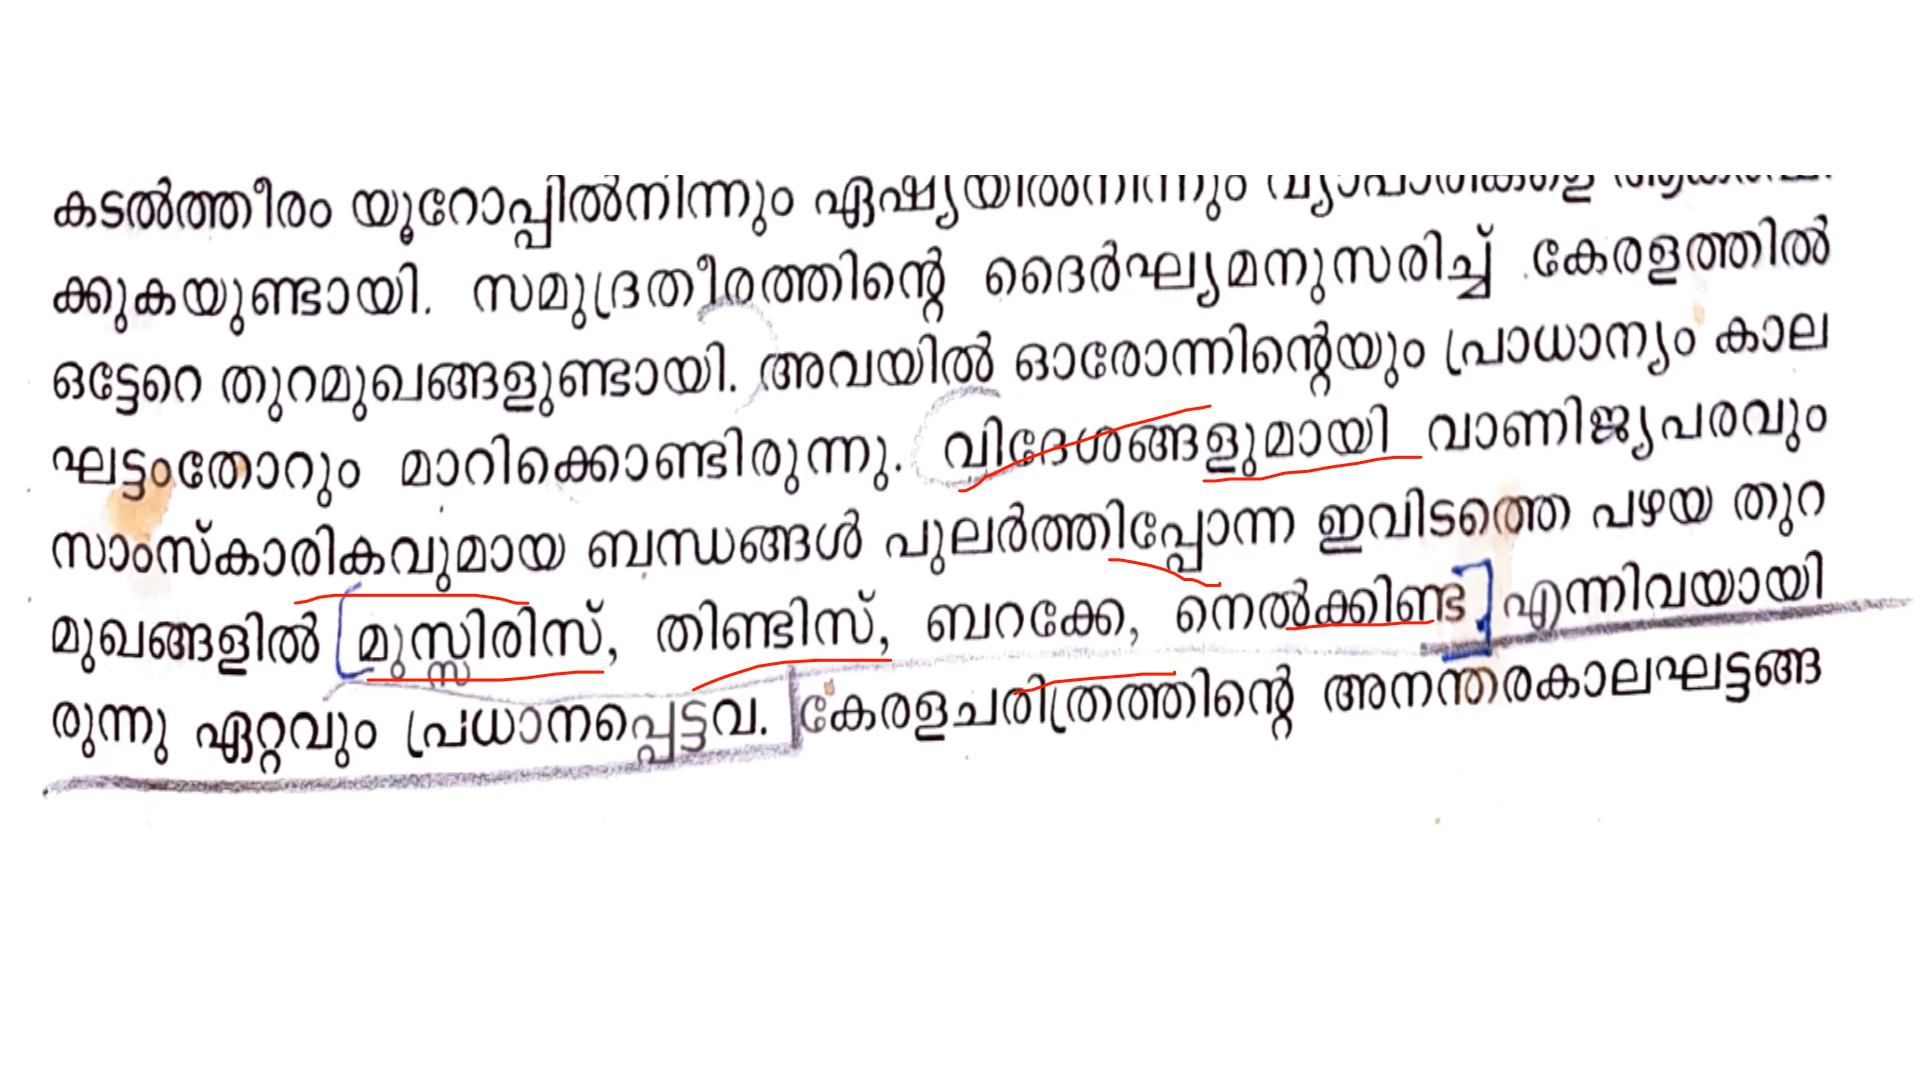 കടൽത്തീരം യൂറോപ്പിൽനിന്നും ഏഷ്യയിൽനിന്നും വ്യാപാരികളെ ആകർഷി
ക്കുകയുണ്ടായി. സമുദ്രതീരത്തിന്റെ ദൈർഘ്യമനുസരിച്ച് കേരളത്തിൽ
ഒട്ടേറെ തുറമുഖങ്ങളുണ്ടായി. അവയിൽ ഓരോന്നിന്റെയും പ്രാധാന്യം കാല
ഘട്ടംതോറും മാറിക്കൊണ്ടിരുന്നു. വിദേശങ്ങളുമായി വാണിജ്യപരവും
സാംസ്കാരികവുമായ ബന്ധങ്ങൾ പുലർത്തിപ്പോന്ന ഇവിടത്തെ പഴയ തുറ
മുഖങ്ങളിൽ മുസ്സിരിസ്, തിണ്ടിസ്, ബറക്കേ, നെൽക്കിണ്ട എന്നിവയായി
രുന്നു ഏറ്റവും പ്രധാനപ്പെട്ടവ. കേരളചരിത്രത്തിന്റെ അനന്തരകാലഘട്ടങ്ങ